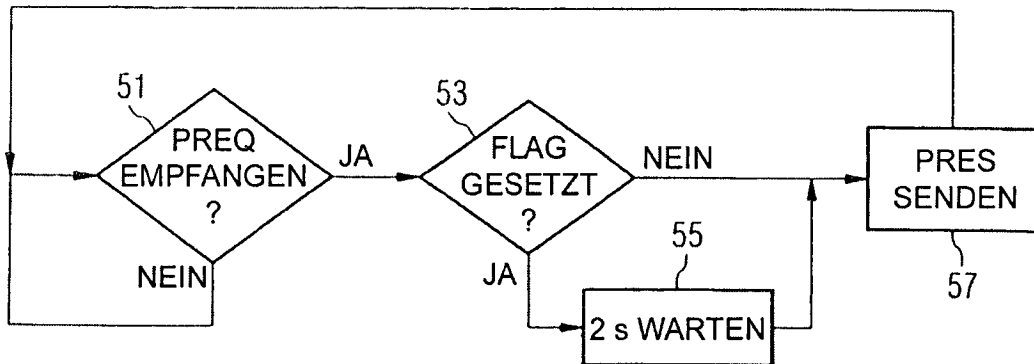 51
PREQ
EMPFANGEN
?
JA
NEIN
53
FLAG
GESETZT
?
NEIN
JA
55
2 s WARTEN
PRES
SENDEN
57